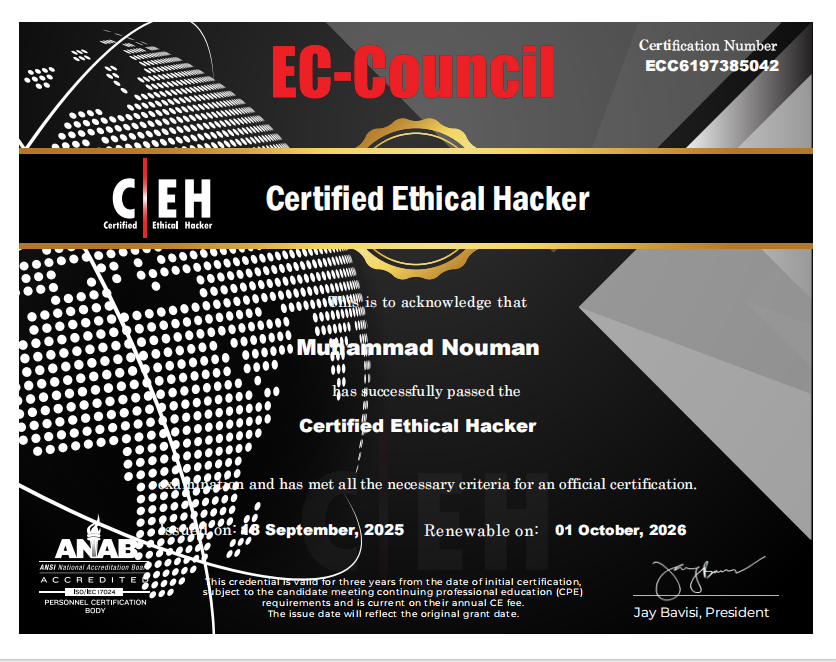 EC-Council
Certification Number
ECC6197385042
C|EH
Certified Ethical Hacker
Certified Ethical Hacker
This is to acknowledge that
Muhammad Nouman
has successfully passed the
Certified Ethical Hacker
examination and has met all the necessary criteria for an official certification.
Issued on: 18 September, 2025 Renewable on: 01 October, 2026
ANAB
ANSI National Accreditation Board
ACCREDITED
ISO/IEC 17024
PERSONNEL CERTIFICATION
BODY
This credential is valid for three years from the date of initial certification,
subject to the candidate meeting continuing professional education (CPE)
requirements and is current on their annual CE fee.
The issue date will reflect the original grant date.
Jay Bavisi, President
CEH